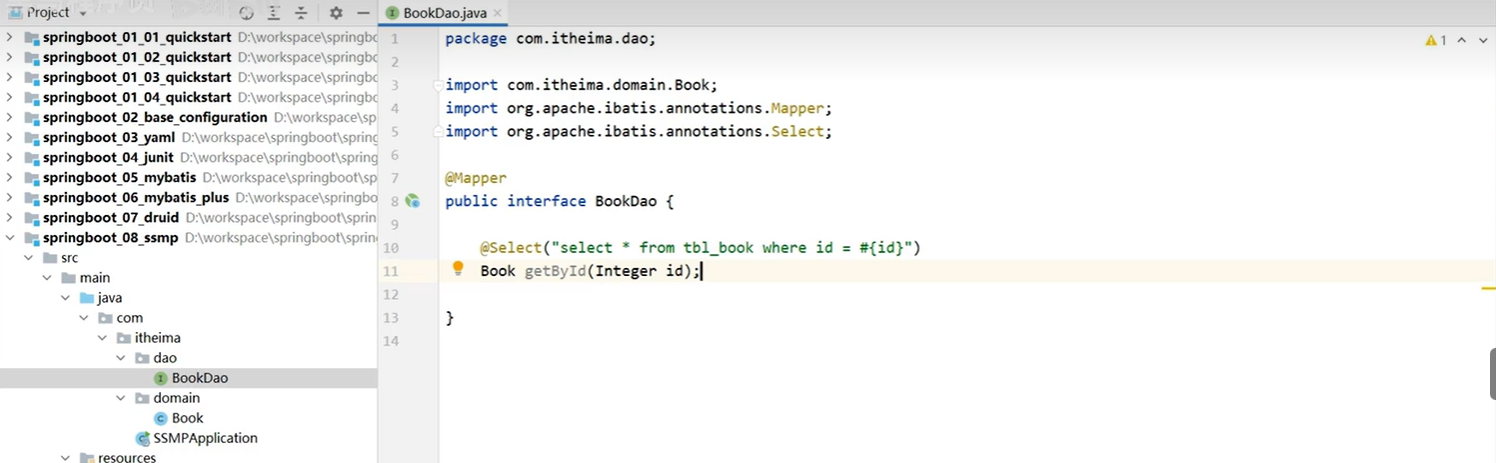 Project
springboot_01_01_quickstart D:\workspace\springbo
springboot_01_02_quickstart D:\workspace\springbo
springboot_01_03_quickstart D:\workspace\springbo
springboot_01_04_quickstart D:\workspace\springbo
springboot_02_base_configuration D:\workspace\sp
springboot_03_yaml D:\workspace\springboot\spring
springboot_04_junit D:\workspace\springboot\spring
springboot_05_mybatis D:\workspace\springboot\sp
springboot_06_mybatis_plus D:\workspace\springbo
springboot_07_druid D:\workspace\springboot\sprin
springboot_08_ssmp D:\workspace\springboot\sprin
src
main
java
com
itheima
dao
BookDao
domain
Book
SSMPApplication
resources
BookDao.java
1 package com.itheima.dao;
2
3 import com.itheima.domain.Book;
4 import org.apache.ibatis.annotations.Mapper;
5 import org.apache.ibatis.annotations.Select;
6
7 @Mapper
8 public interface BookDao {
9
10 @Select("select * from tbl_book where id = #{id}")
11 Book getById(Integer id);
12
13 }
14
1